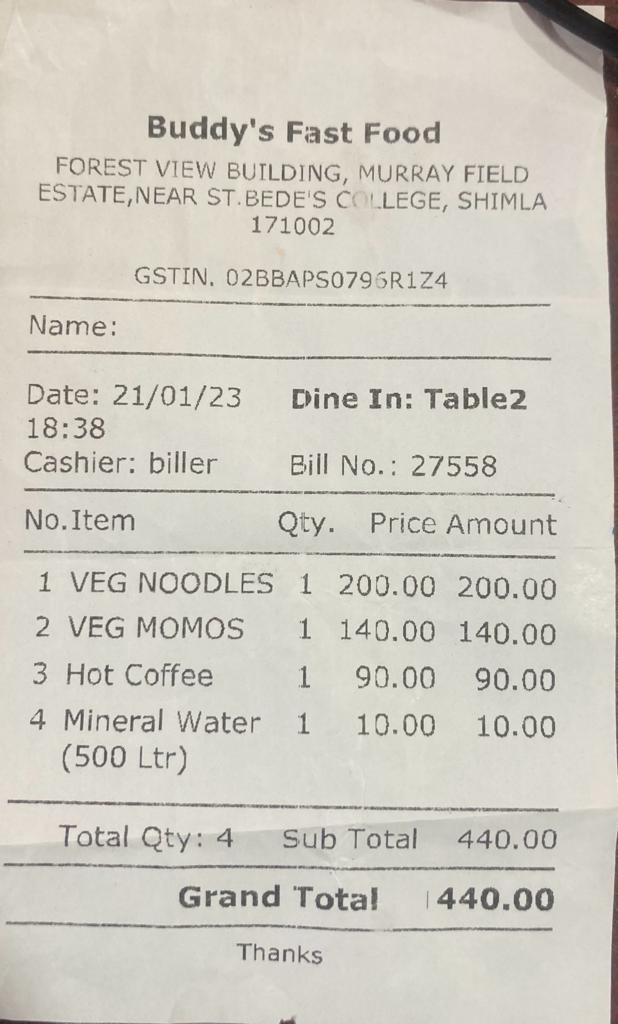 Buddy's Fast Food
FOREST VIEW BUILDING, MURRAY FIELD
ESTATE,NEAR ST.BEDE'S COLLEGE, SHIMLA
171002
GSTIN. 02BBAPS0796R1Z4
Name:
Date: 21/01/23 Dine In: Table2
18:38
Cashier: biller Bill No.: 27558
No.Item Qty. Price Amount
1 VEG NOODLES 1 200.00 200.00
2 VEG MOMOS 1 140.00 140.00
3 Hot Coffee 1 90.00 90.00
4 Mineral Water 1 10.00 10.00
(500 Ltr)
Total Qty: 4 Sub Total 440.00
Grand Total 440.00
Thanks